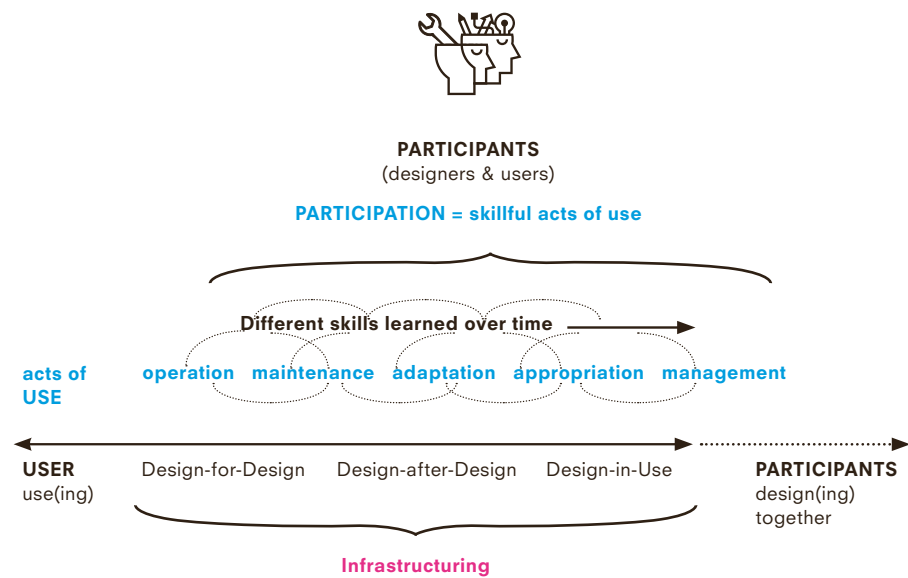 PARTICIPANTS
(designers & users)
PARTICIPATION = skillful acts of use
Different skills learned over time
acts of
USE
operation maintenance adaptation appropriation management
USER
use(ing)
Design-for-Design Design-after-Design Design-in-Use
PARTICIPANTS
design(ing)
together
Infrastructuring